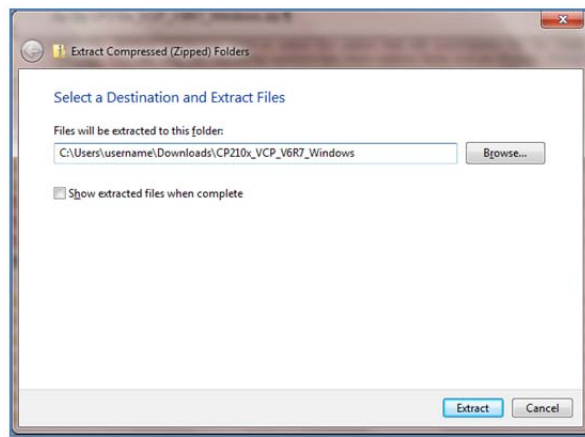 Extract Compressed (Zipped) Folders
Select a Destination and Extract Files
Files will be extracted to this folder:
C:\Users\username\Downloads\CP210x_VCP_V6R7_Windows
Browse...
Show extracted files when complete
Extract
Cancel